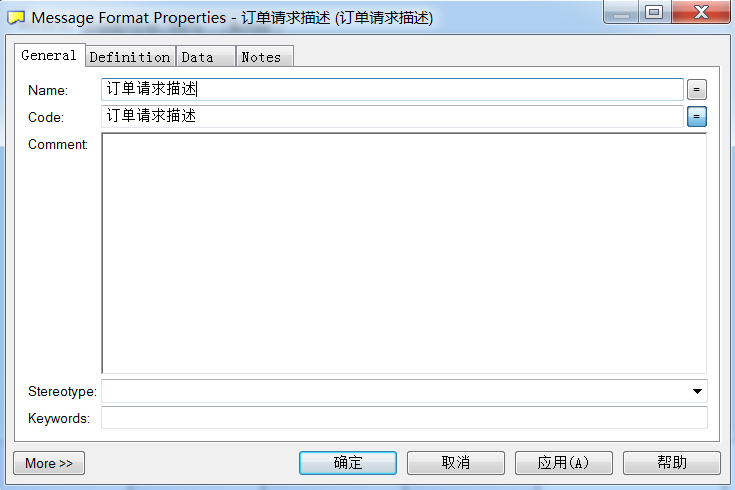 Message Format Properties - 订单请求描述 (订单请求描述)
General Definition Data Notes
Name: 订单请求描述 =
Code: 订单请求描述 =
Comment:
Stereotype:
Keywords:
More >> 确定 取消 应用(A) 帮助